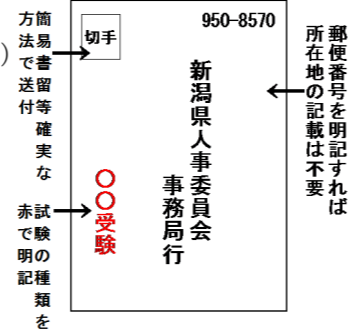 950-8570
切手
新潟県人事委員会
事務局行
〇〇受験
郵便番号を明記すれば
所在地の記載は不要
簡易書留等確実な
方法で送付
試験の種類を
赤で明記
)